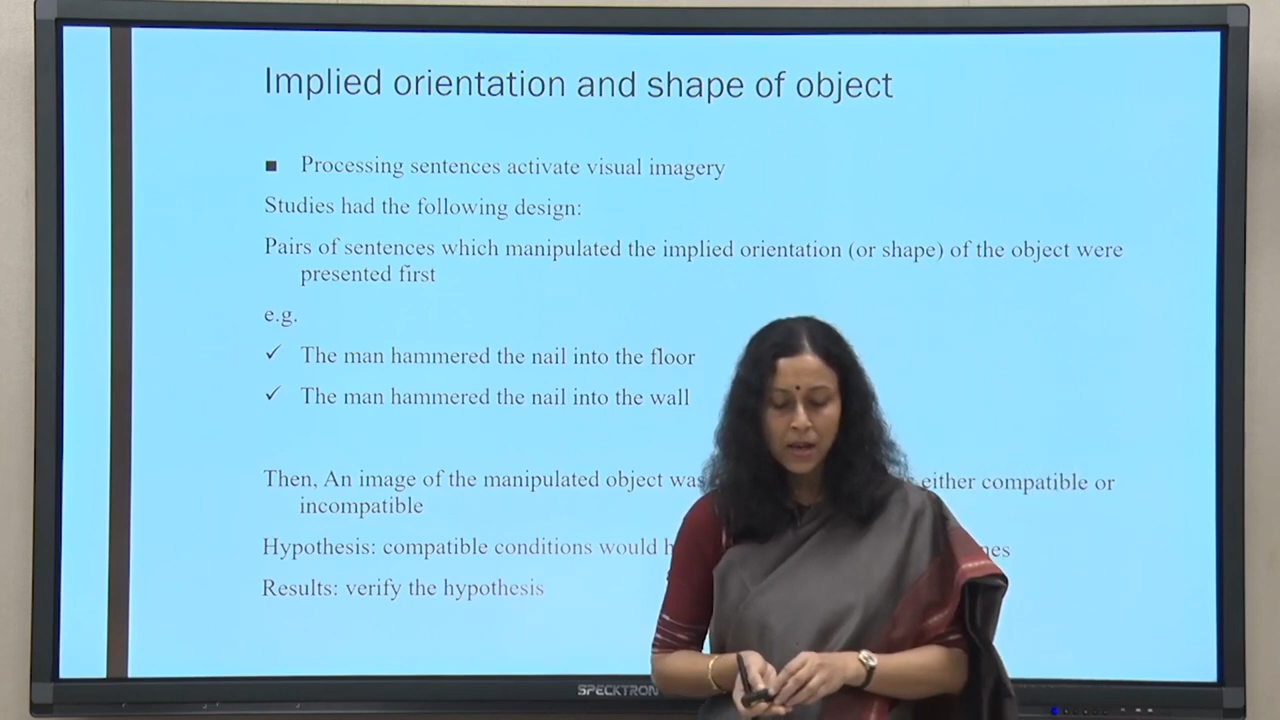 Implied orientation and shape of object
■ Processing sentences activate visual imagery
Studies had the following design:
Pairs of sentences which manipulated the implied orientation (or shape) of the object were
presented first
e.g.
✓ The man hammered the nail into the floor
✓ The man hammered the nail into the wall
Then, An image of the manipulated object was either compatible or
incompatible
Hypothesis: compatible conditions would
Results: verify the hypothesis
SPECKTRON